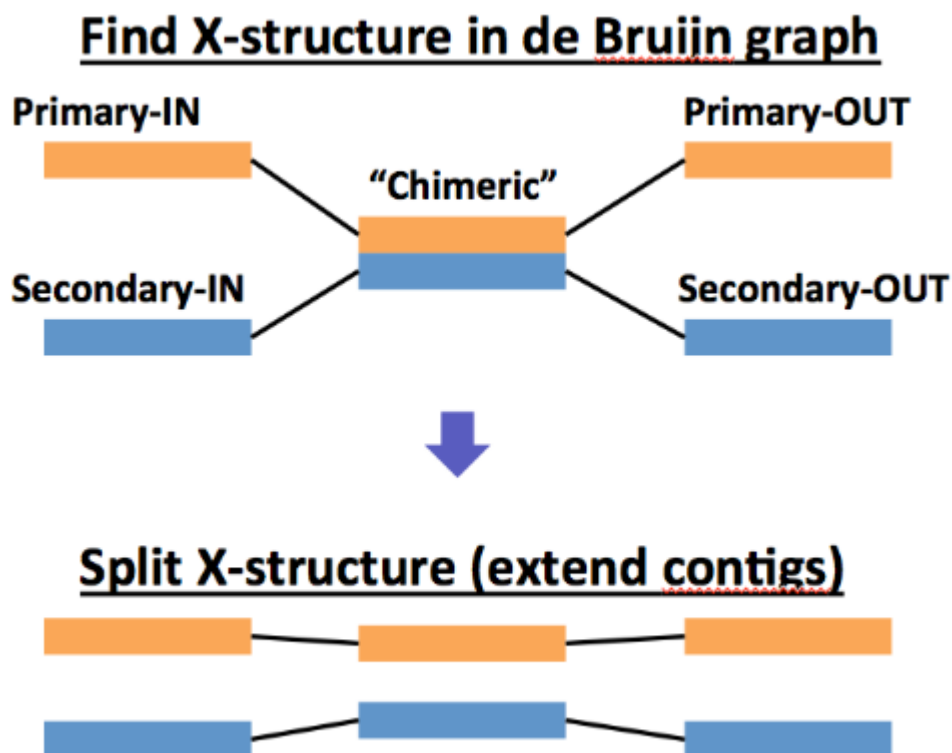 Find X-structure in de Bruijn graph
Primary-IN
Primary-OUT
“Chimeric”
Secondary-IN
Secondary-OUT
Split X-structure (extend contigs)